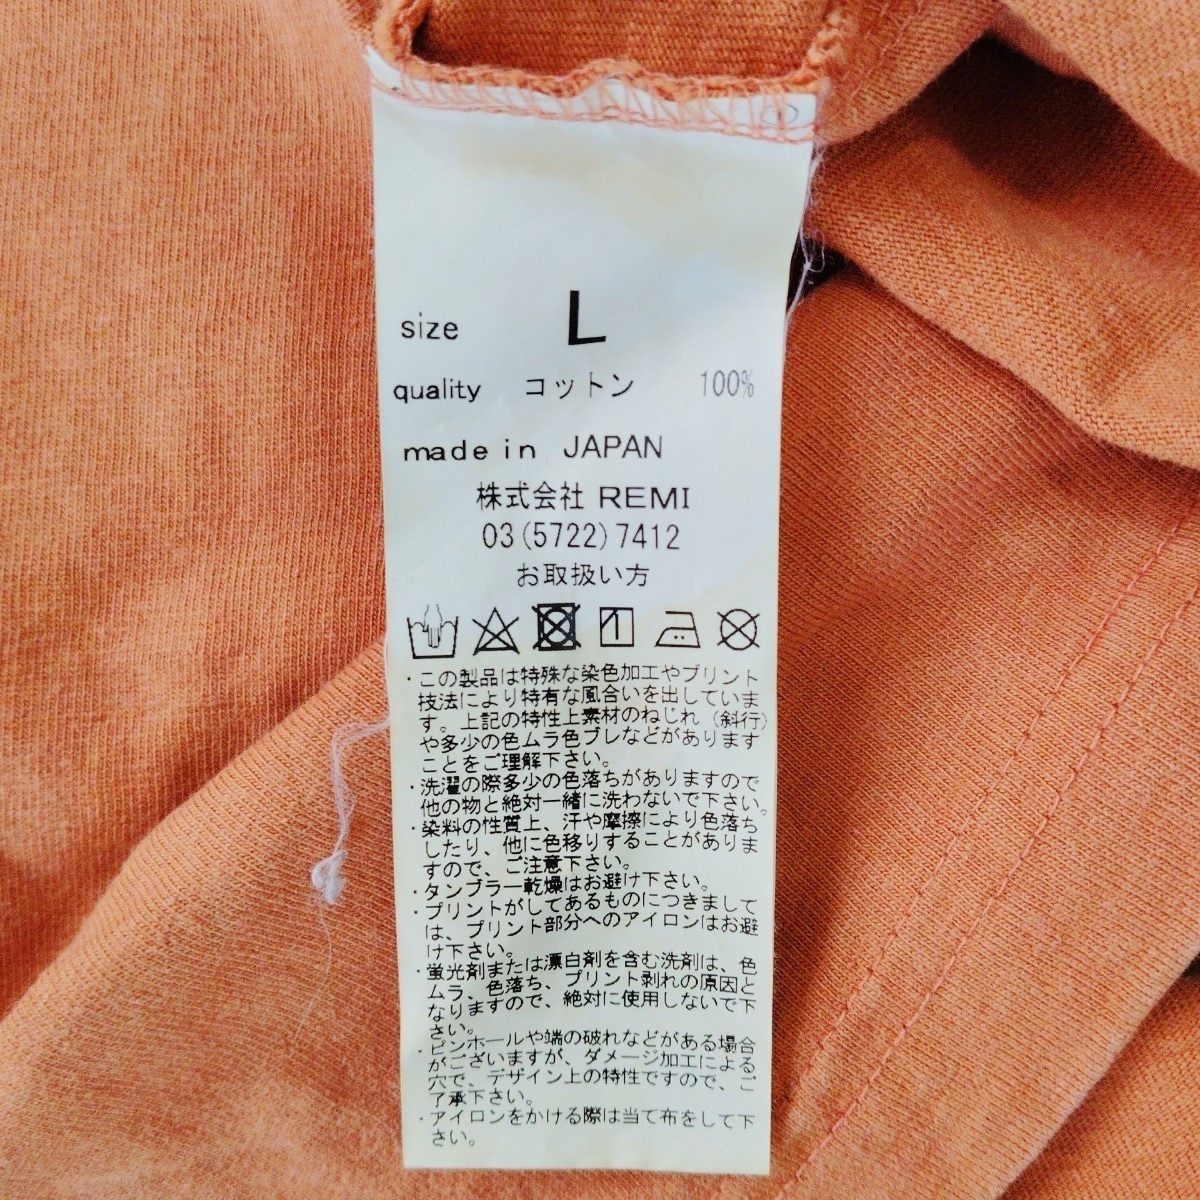 size L
quality コットン 100%
made in JAPAN
株式会社 REMI
03(5722)7412
お取扱い方
・この製品は特殊な染色加工やプリント
技法により特有な風合いを出していま
す。上記の特性上素材のねじれ（斜行）
や多少の色ムラ色ブレなどがあります
ことをご理解下さい。
・洗濯の際多少の色落ちがありますので
他の物と絶対一緒に洗わないで下さい。
・染料の性質上、汗や摩擦により色落ち
したり、他に色移りすることがありま
すので、ご注意下さい。
・タンブラー乾燥はお避け下さい。
・プリントがしてあるものにつきまして
は、プリント部分へのアイロンはお避
け下さい。
・蛍光剤または漂白剤を含む洗剤は、色
ムラ、色落ち、プリント剥れの原因と
なりますので、絶対に使用しないで下
さい。
・ピンホールや端の破れなどがある場合
がございますが、ダメージ加工による
穴で、デザイン上の特性ですので、ご
了承下さい。
・アイロンをかける際は当て布をして下
さい。